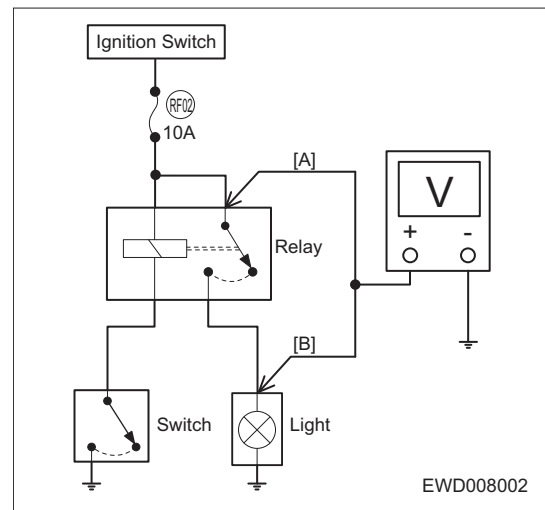 Ignition Switch
RF02
10A
[A]
V
+ -
Relay
[B]
Switch
Light
EWD008002